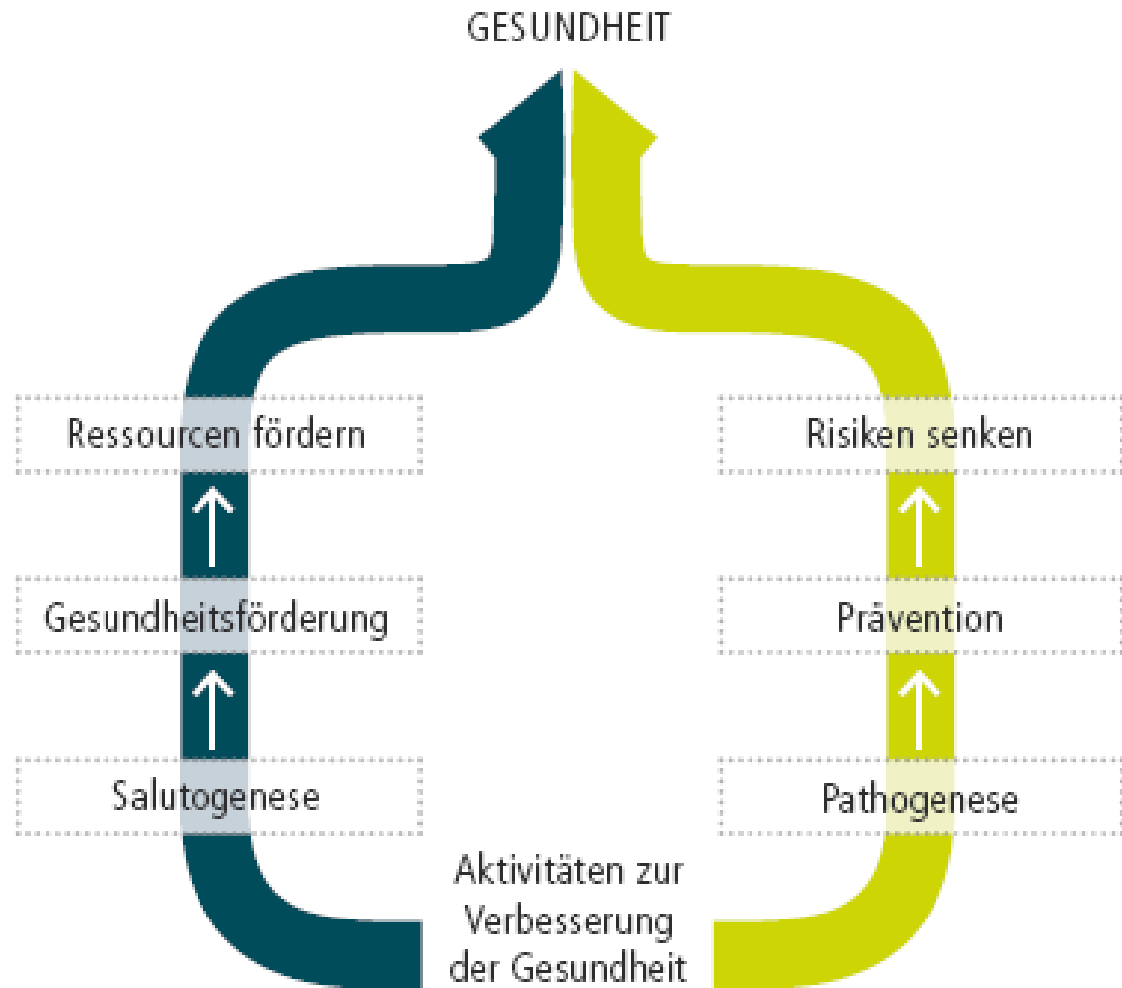 GESUNDHEIT
Ressourcen fördern
Risiken senken
Gesundheitsförderung
Prävention
Salutogenese
Pathogenese
Aktivitäten zur
Verbesserung
der Gesundheit